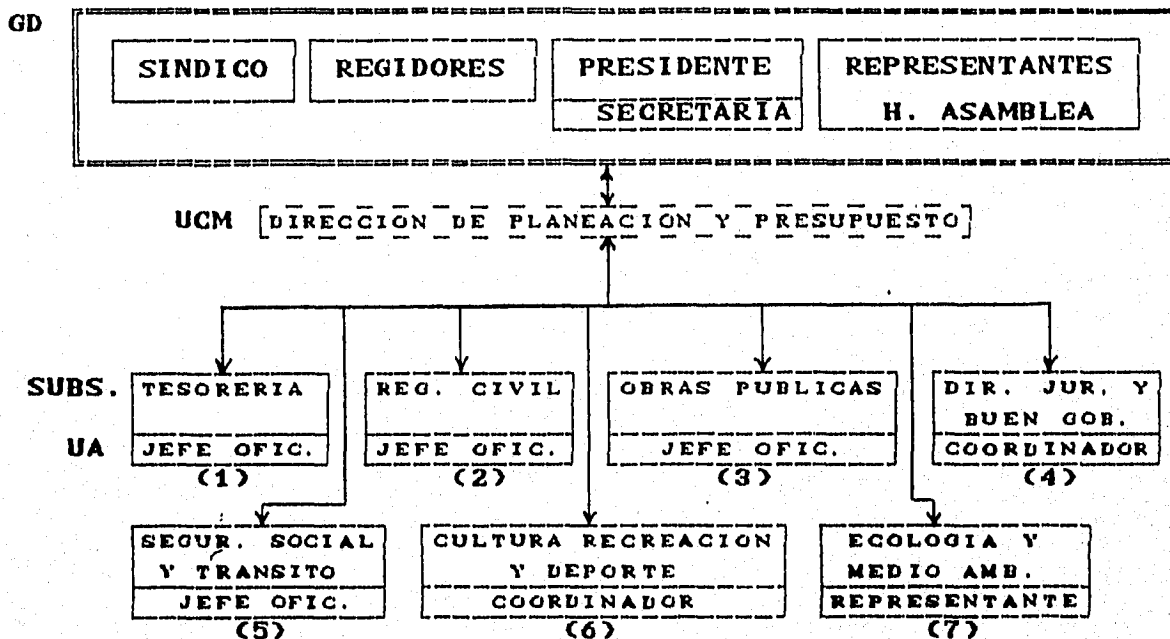 GD
SINDICO REGIDORES PRESIDENTE REPRESENTANTES
SECRETARIA H. ASAMBLEA
UCM DIRECCION DE PLANEACION Y PRESUPUESTO
SUBS. TESORERIA REG. CIVIL OBRAS PUBLICAS DIR. JUR. Y
BUEN GOB.
UA JEFE OFIC. JEFE OFIC. JEFE OFIC. COORDINADOR
(1) (2) (3) (4)
SEGUR. SOCIAL CULTURA RECREACION ECOLOGIA Y
Y TRANSITO Y DEPORTE MEDIO AMB.
JEFE OFIC. COORDINADOR REPRESENTANTE
(5) (6) (7)